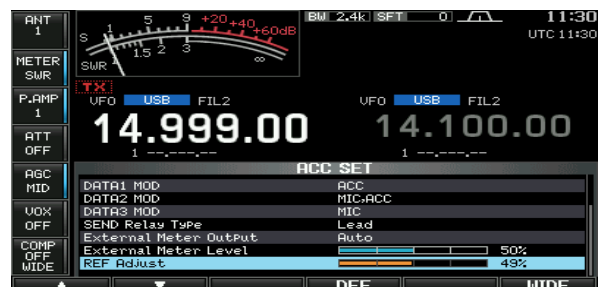 ANT 1
5 9 +20 +40 +60dB
BW 2.4k SFT 0
11:30
S 1
UTC 11:30
METER SWR
1.5 2 3 ∞
SWR 1
TX
P.AMP 1
VFO USB FIL2
VFO USB FIL2
14.999.00
14.100.00
ATT OFF
1 --.---.--
1 --.---.--
AGC MID
ACC SET
DATA1 MOD ACC
DATA2 MOD MIC,ACC
VOX OFF
DATA3 MOD MIC
SEND Relay Type Lead
External Meter Output Auto
COMP OFF WIDE
External Meter Level 50%
REF Adjust 49%
▲ ▼ DEF WIDE